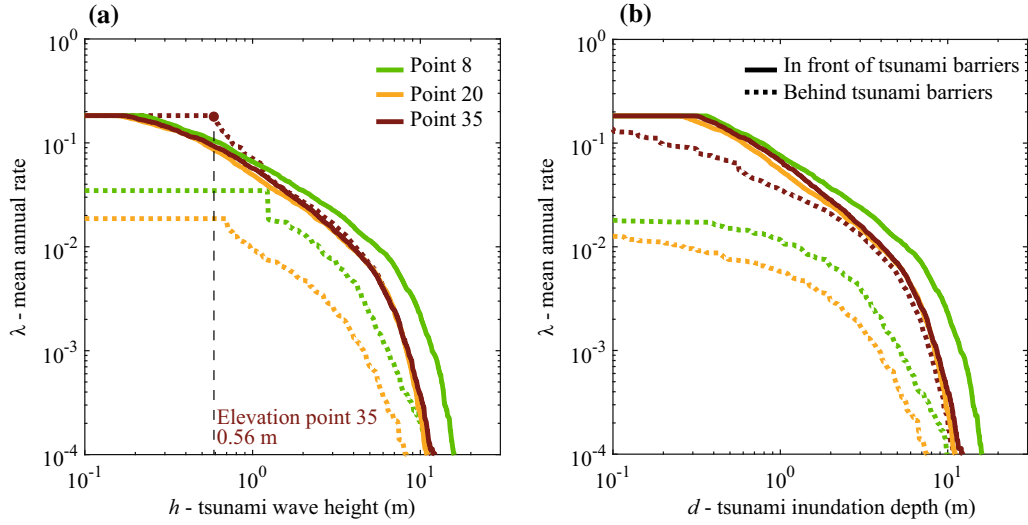 (a)
10^0
10^-1
10^-2
10^-3
10^-4
λ - mean annual rate
Point 8
Point 20
Point 35
Elevation point 35
0.56 m
10^-1
10^0
10^1
h - tsunami wave height (m)
(b)
10^0
10^-1
10^-2
10^-3
10^-4
λ - mean annual rate
In front of tsunami barriers
Behind tsunami barriers
10^-1
10^0
10^1
d - tsunami inundation depth (m)